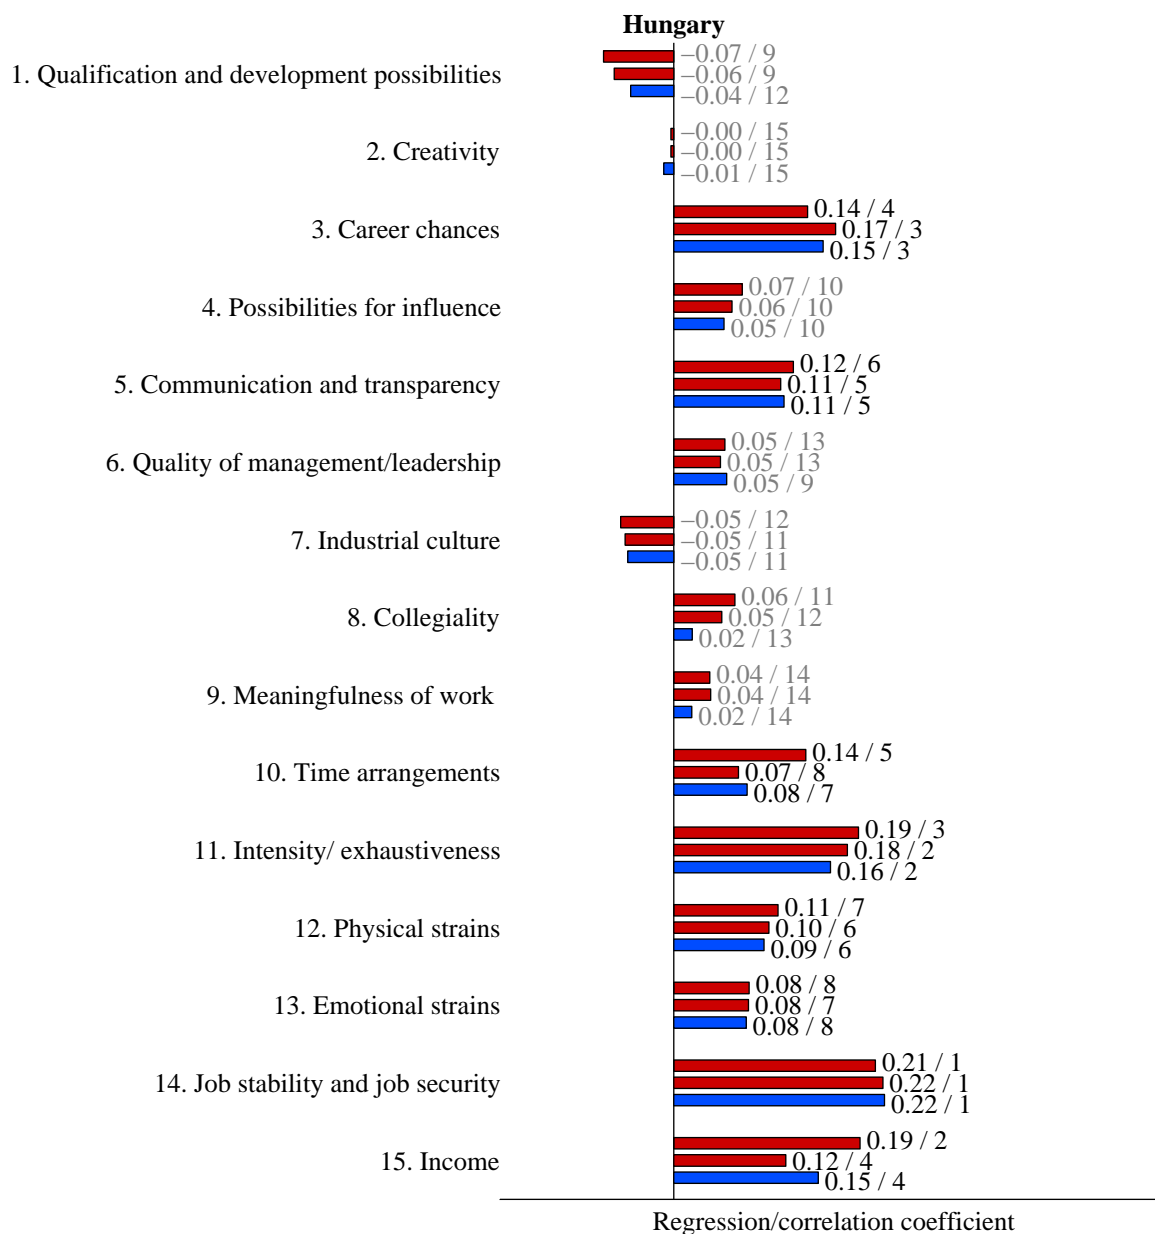 Hungary
1. Qualification and development possibilities
–0.07 / 9
–0.06 / 9
–0.04 / 12
2. Creativity
–0.00 / 15
–0.00 / 15
–0.01 / 15
3. Career chances
0.14 / 4
0.17 / 3
0.15 / 3
4. Possibilities for influence
0.07 / 10
0.06 / 10
0.05 / 10
5. Communication and transparency
0.12 / 6
0.11 / 5
0.11 / 5
6. Quality of management/leadership
0.05 / 13
0.05 / 13
0.05 / 9
7. Industrial culture
–0.05 / 12
–0.05 / 11
–0.05 / 11
8. Collegiality
0.06 / 11
0.05 / 12
0.02 / 13
9. Meaningfulness of work
0.04 / 14
0.04 / 14
0.02 / 14
10. Time arrangements
0.14 / 5
0.07 / 8
0.08 / 7
11. Intensity/ exhaustiveness
0.19 / 3
0.18 / 2
0.16 / 2
12. Physical strains
0.11 / 7
0.10 / 6
0.09 / 6
13. Emotional strains
0.08 / 8
0.08 / 7
0.08 / 8
14. Job stability and job security
0.21 / 1
0.22 / 1
0.22 / 1
15. Income
0.19 / 2
0.12 / 4
0.15 / 4
Regression/correlation coefficient